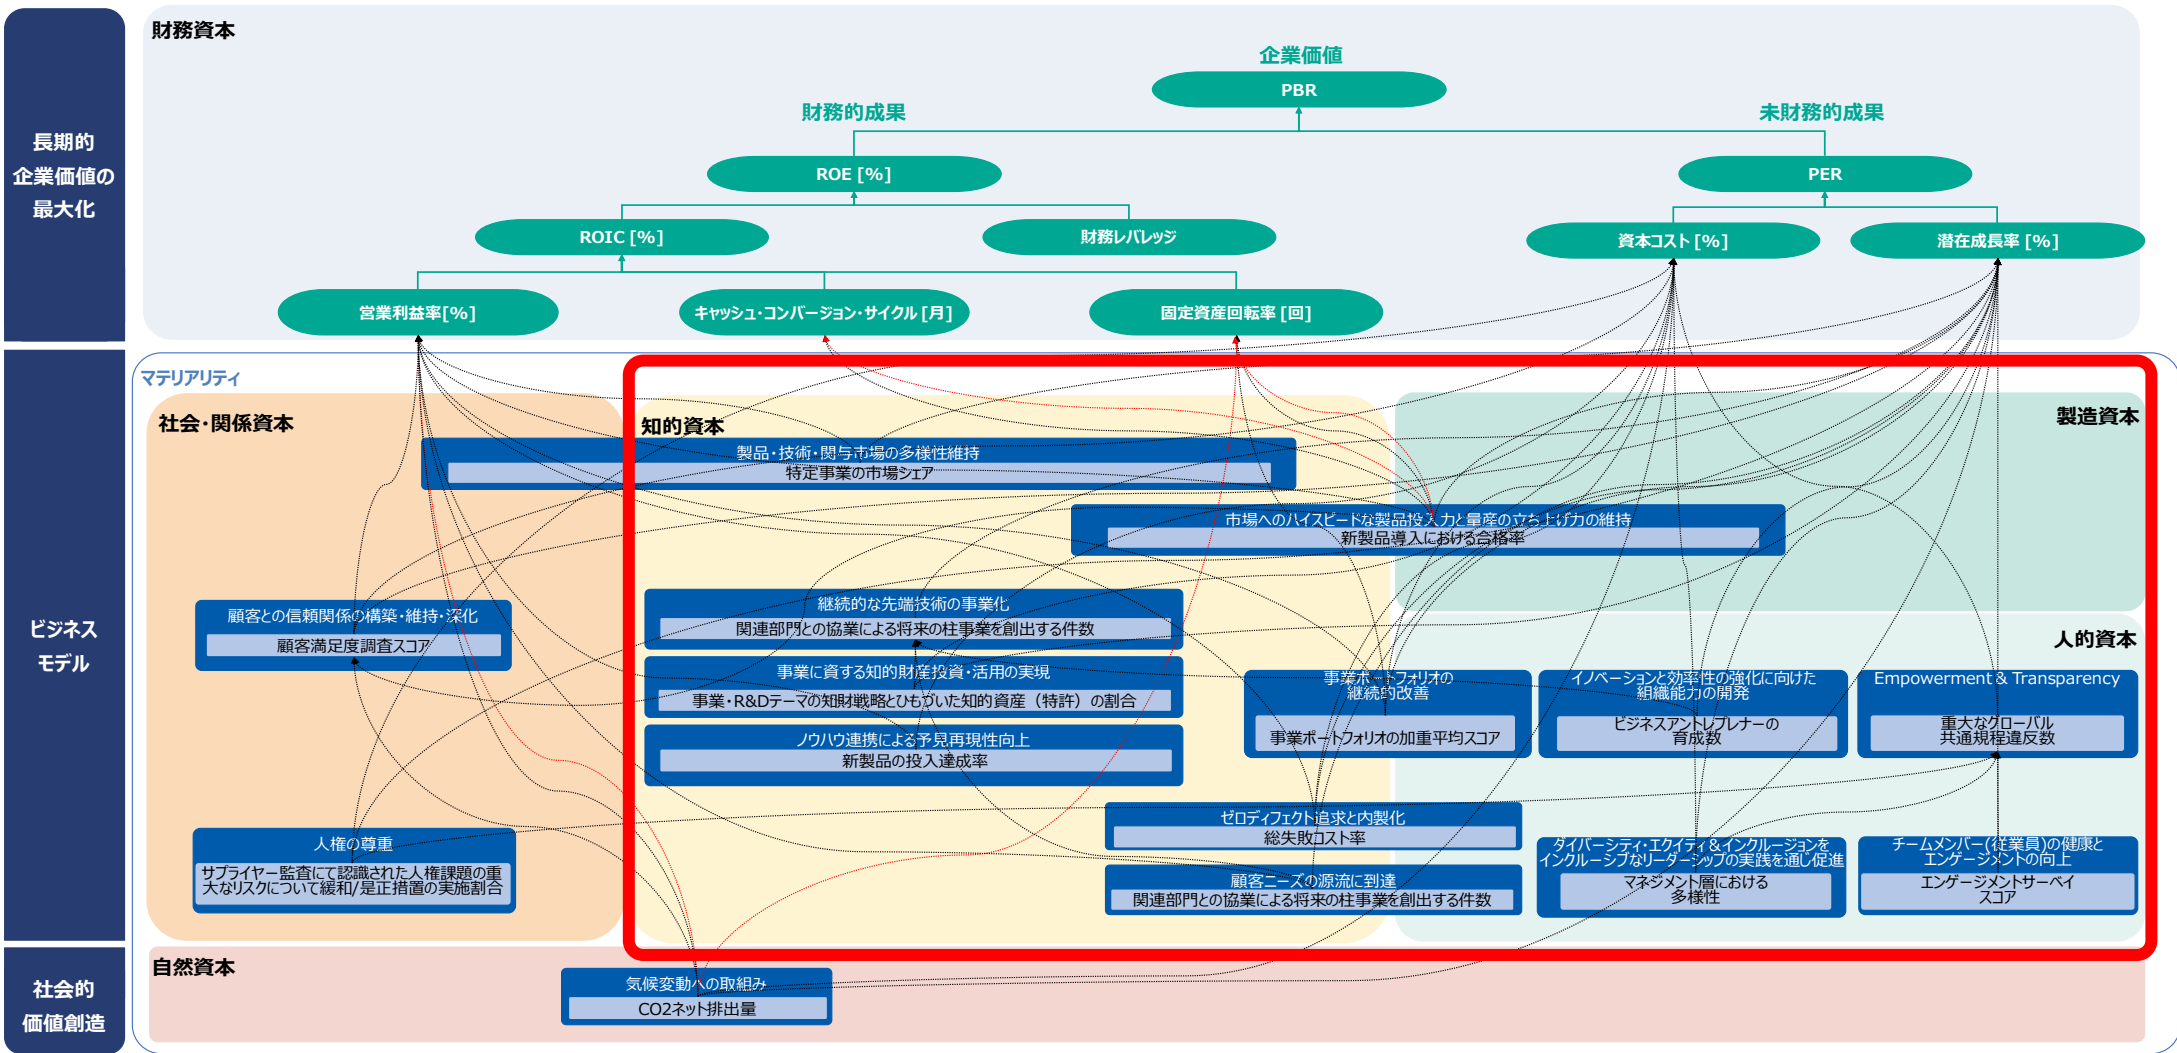 財務資本
企業価値
PBR
財務的成果
未財務的成果
長期的
企業価値の
最大化
ROE [%]
PER
ROIC [%]
財務レバレッジ
資本コスト [%]
潜在成長率 [%]
営業利益率[%]
キャッシュ・コンバージョン・サイクル [月]
固定資産回転率 [回]
マテリアリティ
社会・関係資本
知的資本
製造資本
製品・技術・関与市場の多様性維持
特定事業の市場シェア
市場へのハイスピードな製品投入力と量産の立ち上げ力の維持
新製品導入における合格率
ビジネス
モデル
顧客との信頼関係の構築・維持・深化
顧客満足度調査スコア
継続的な先端技術の事業化
関連部門との協業による将来の柱事業を創出する件数
人的資本
事業に資する知的財産投資・活用の実現
事業・R&Dテーマの知財戦略とひもづいた知的資産（特許）の割合
ノウハウ連携による予見再現性向上
新製品の投入達成率
事業ポートフォリオの
継続的改善
事業ポートフォリオの加重平均スコア
イノベーションと効率性の強化に向けた
組織能力の開発
ビジネスアントレプレナーの
育成数
Empowerment & Transparency
重大なグローバル
共通規程違反数
ゼロディフェクト追求と内製化
総失敗コスト率
人権の尊重
サプライヤー監査にて認識された人権課題の重
大なリスクについて緩和/是正措置の実施割合
顧客ニーズの源流に到達
関連部門との協業による将来の柱事業を創出する件数
ダイバーシティ・エクイティ＆インクルージョンを
インクルーシブなリーダーシップの実践を通じ促進
マネジメント層における
多様性
チームメンバー(従業員)の健康と
エンゲージメントの向上
エンゲージメントサーベイ
スコア
社会的
価値創造
自然資本
気候変動への取組み
CO2ネット排出量